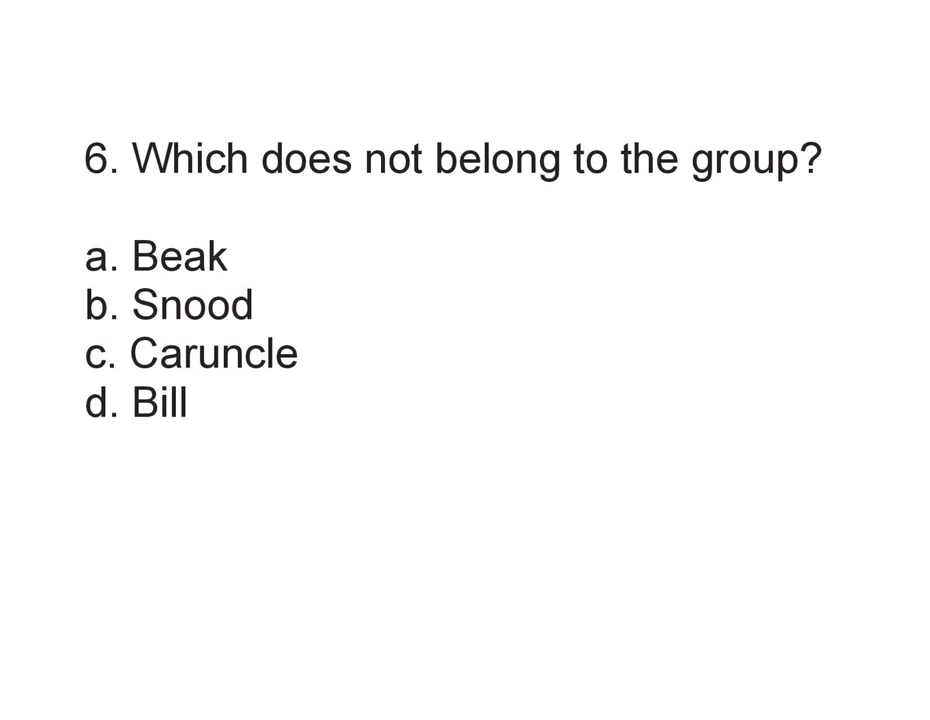 6. Which does not belong to the group?
a. Beak
b. Snood
c. Caruncle
d. Bill